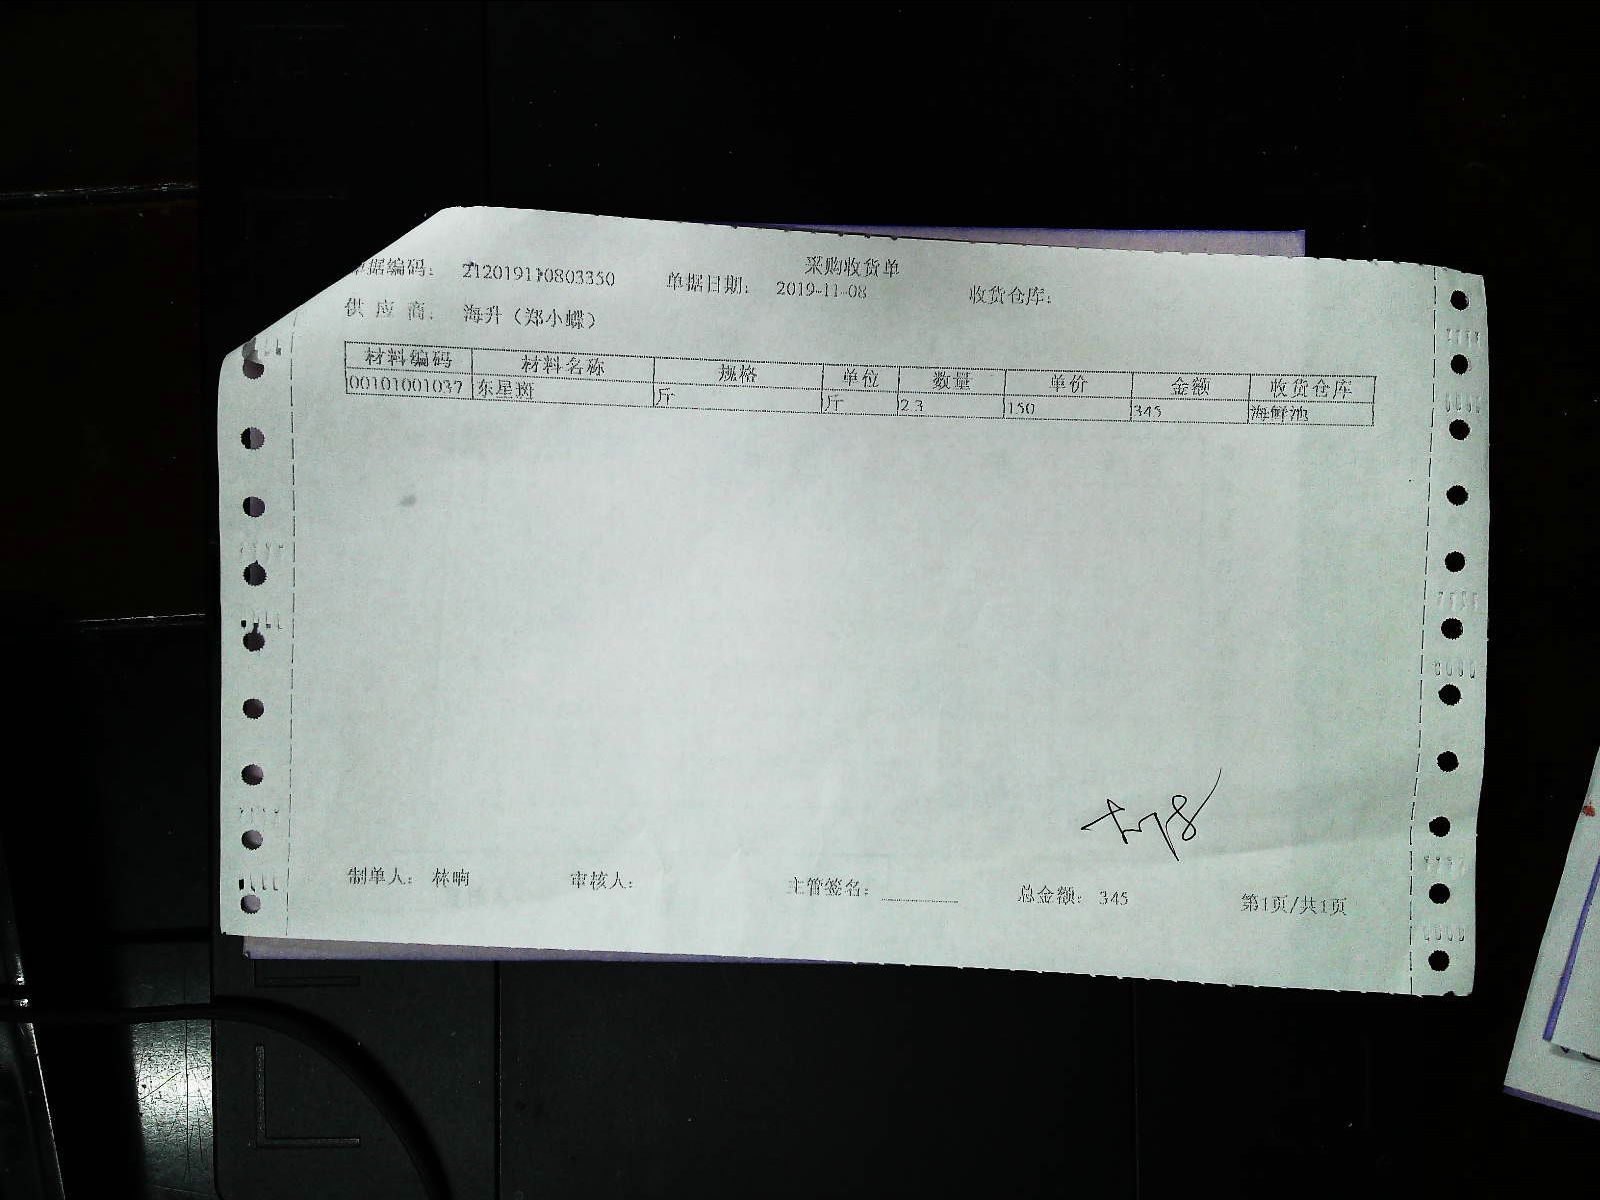 采购收货单
单据编码： 212019110803350 单据日期： 2019-11-08 收货仓库：
供应商： 海升（郑小蝶）
材料编码 材料名称 规格 单位 数量 单价 金额 收货仓库
00101001037 东星斑 斤 斤 2.3 150 345 海鲜池
制单人： 林晌 审核人： 主管签名： 总金额： 345 第1页/共1页